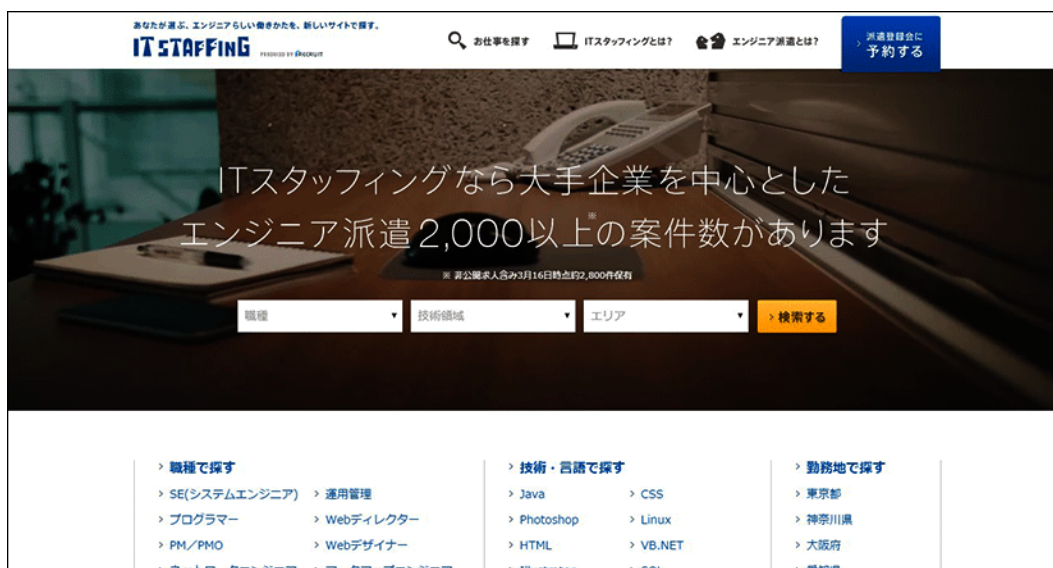 あなたが選ぶ、エンジニアらしい働きかたを、新しいサイトで探す。
IT STAFFING PRODUCED BY RECRUIT
お仕事を探す
ITスタッフィングとは?
エンジニア派遣とは?
派遣登録会に
予約する
ITスタッフィングなら大手企業を中心とした
エンジニア派遣2,000以上※の案件数があります
※ 非公開求人含み3月16日時点約2,800件保有
職種
技術領域
エリア
検索する
職種で探す
SE(システムエンジニア) 運用管理
プログラマー Webディレクター
PM/PMO Webデザイナー
技術・言語で探す
Java CSS
Photoshop Linux
HTML VB.NET
勤務地で探す
東京都
神奈川県
大阪府